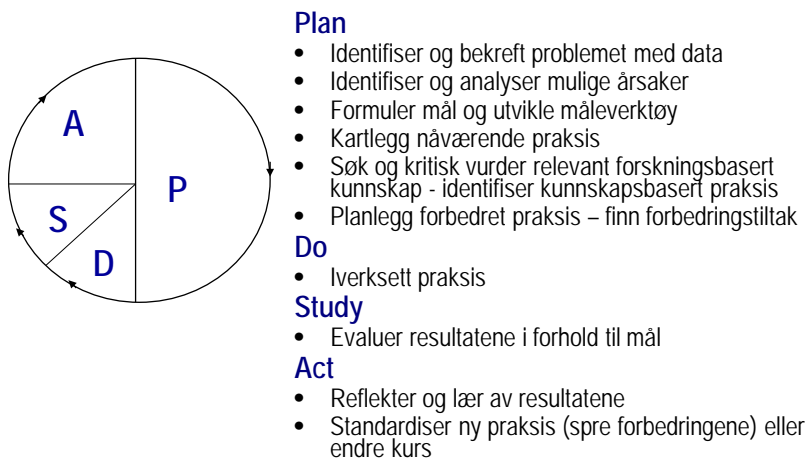 A
P
S
D
Plan
• Identifiser og bekreft problemet med data
• Identifiser og analyser mulige årsaker
• Formuler mål og utvikle måleverktøy
• Kartlegg nåværende praksis
• Søk og kritisk vurder relevant forskningsbasert
kunnskap - identifiser kunnskapsbasert praksis
• Planlegg forbedret praksis – finn forbedringstiltak
Do
• Iverksett praksis
Study
• Evaluer resultatene i forhold til mål
Act
• Reflekter og lær av resultatene
• Standardiser ny praksis (spre forbedringene) eller
endre kurs